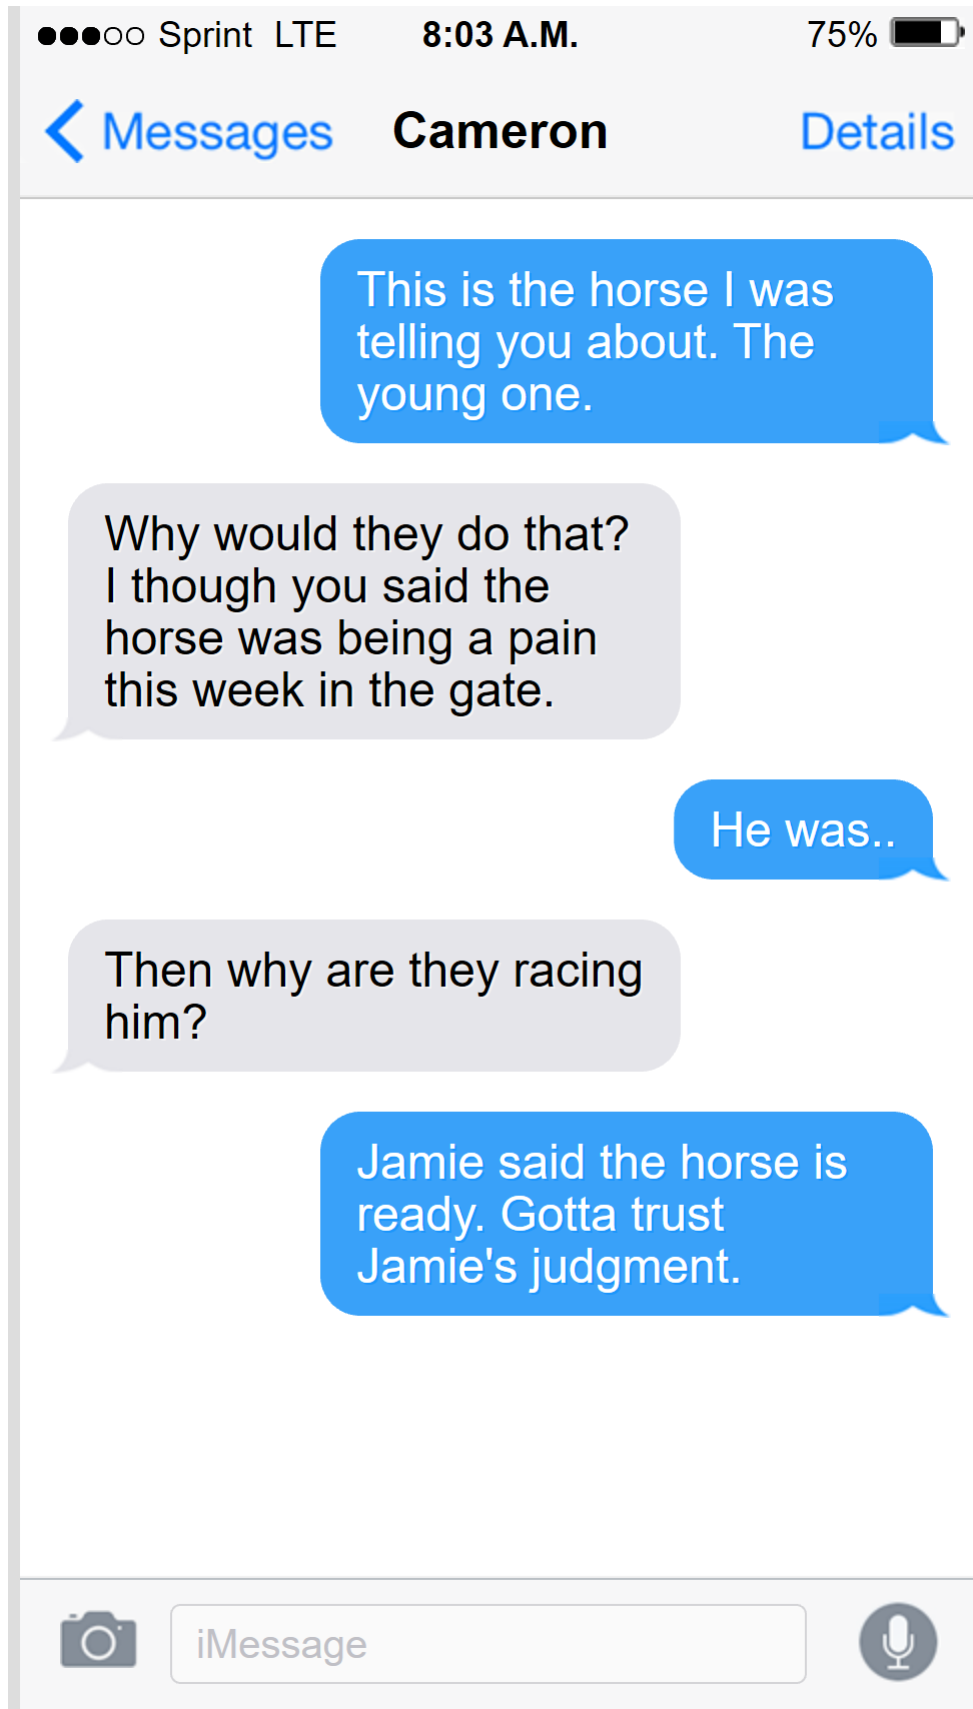 Sprint LTE 8:03 A.M. 75%
Messages Cameron Details
This is the horse I was
telling you about. The
young one.
Why would they do that?
I though you said the
horse was being a pain
this week in the gate.
He was..
Then why are they racing
him?
Jamie said the horse is
ready. Gotta trust
Jamie's judgment.
iMessage